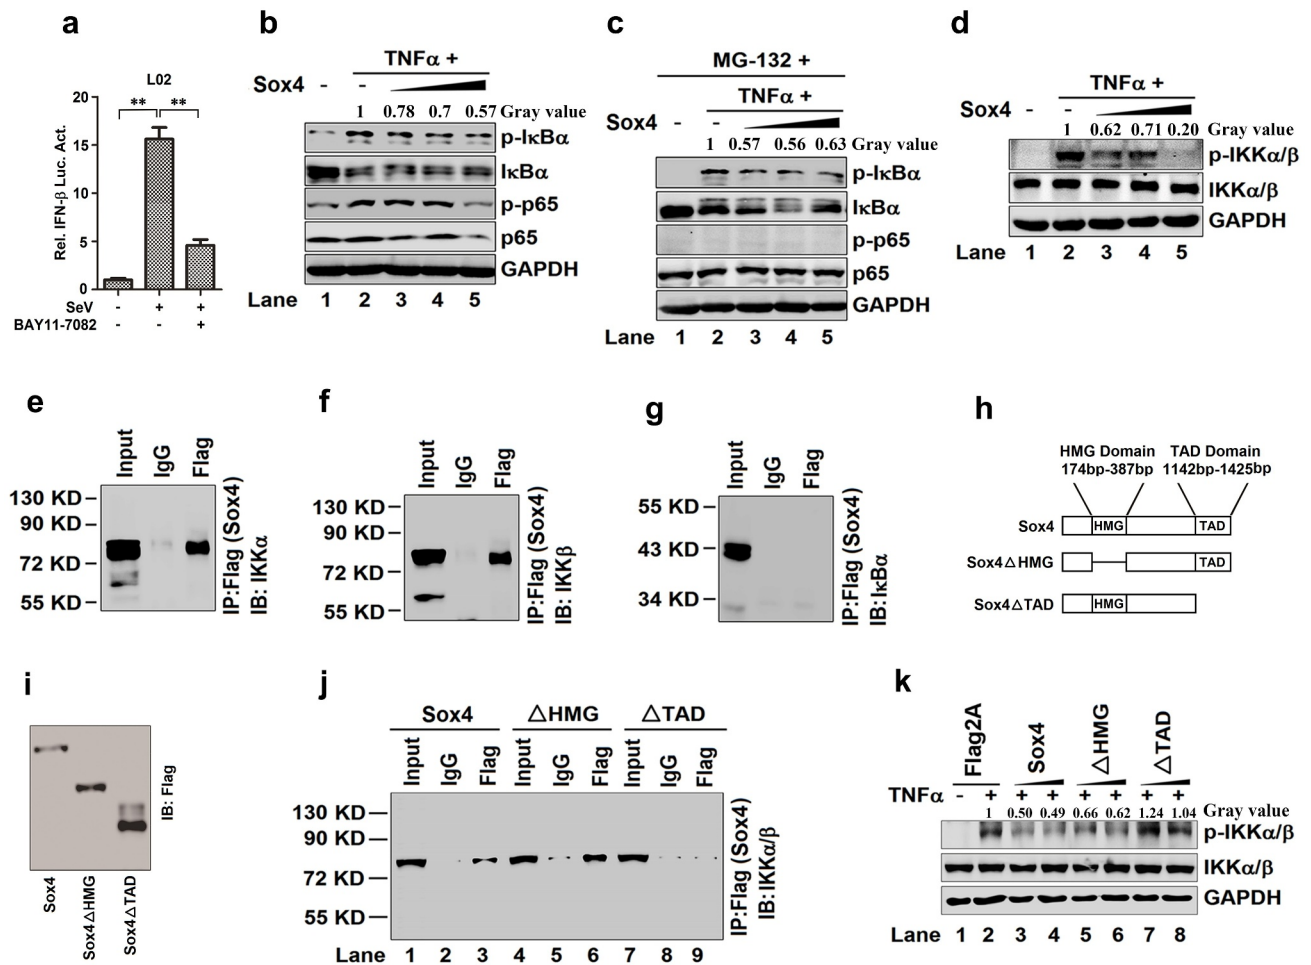 a
L02
Rel. IFN-β Luc. Act.
20
15
10
5
0
** **
SeV - + +
BAY11-7082 - - +
b
TNFα +
Sox4 - -
1 0.78 0.7 0.57 Gray value
p-IκBα
IκBα
p-p65
p65
GAPDH
Lane 1 2 3 4 5
c
MG-132 +
TNFα +
Sox4 - -
1 0.57 0.56 0.63 Gray value
p-IκBα
IκBα
p-p65
p65
GAPDH
Lane 1 2 3 4 5
d
TNFα +
Sox4 - -
1 0.62 0.71 0.20 Gray value
p-IKKα/β
IKKα/β
GAPDH
Lane 1 2 3 4 5
e
Input IgG Flag
130 KD
90 KD
72 KD
55 KD
IP:Flag (Sox4)
IB: IKKα
f
Input IgG Flag
130 KD
90 KD
72 KD
55 KD
IP:Flag (Sox4)
IB: IKKβ
g
Input IgG Flag
55 KD
43 KD
34 KD
IP:Flag (Sox4)
IB:IκBα
h
HMG Domain TAD Domain
174bp-387bp 1142bp-1425bp
Sox4 HMG TAD
Sox4△HMG TAD
Sox4△TAD HMG
i
IB: Flag
Sox4 Sox4△HMG Sox4△TAD
j
Sox4 △HMG △TAD
Input IgG Flag Input IgG Flag Input IgG Flag
130 KD
90 KD
72 KD
55 KD
IP:Flag (Sox4)
IB: IKKα/β
Lane 1 2 3 4 5 6 7 8 9
k
Flag2A Sox4 △HMG △TAD
TNFα - + + + + + + +
1 0.50 0.49 0.66 0.62 1.24 1.04 Gray value
p-IKKα/β
IKKα/β
GAPDH
Lane 1 2 3 4 5 6 7 8